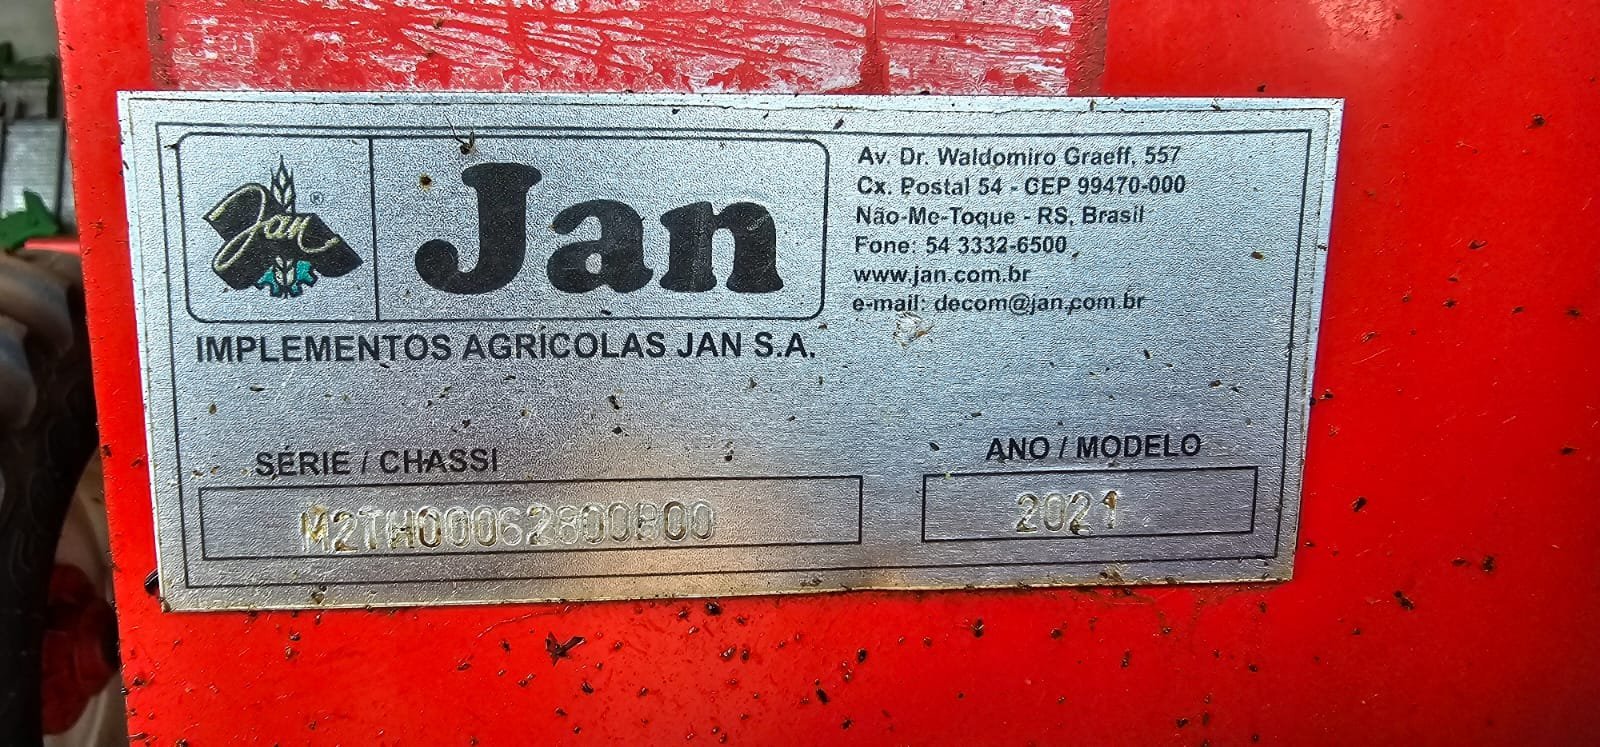 Jan
Jan
Av. Dr. Waldomiro Graeff, 557
Cx. Postal 54 - CEP 99470-000
Não-Me-Toque - RS, Brasil
Fone: 54 3332-6500
www.jan.com.br
e-mail: decom@jan.com.br
IMPLEMENTOS AGRÍCOLAS JAN S.A.
SÉRIE / CHASSI
ANO / MODELO
2021